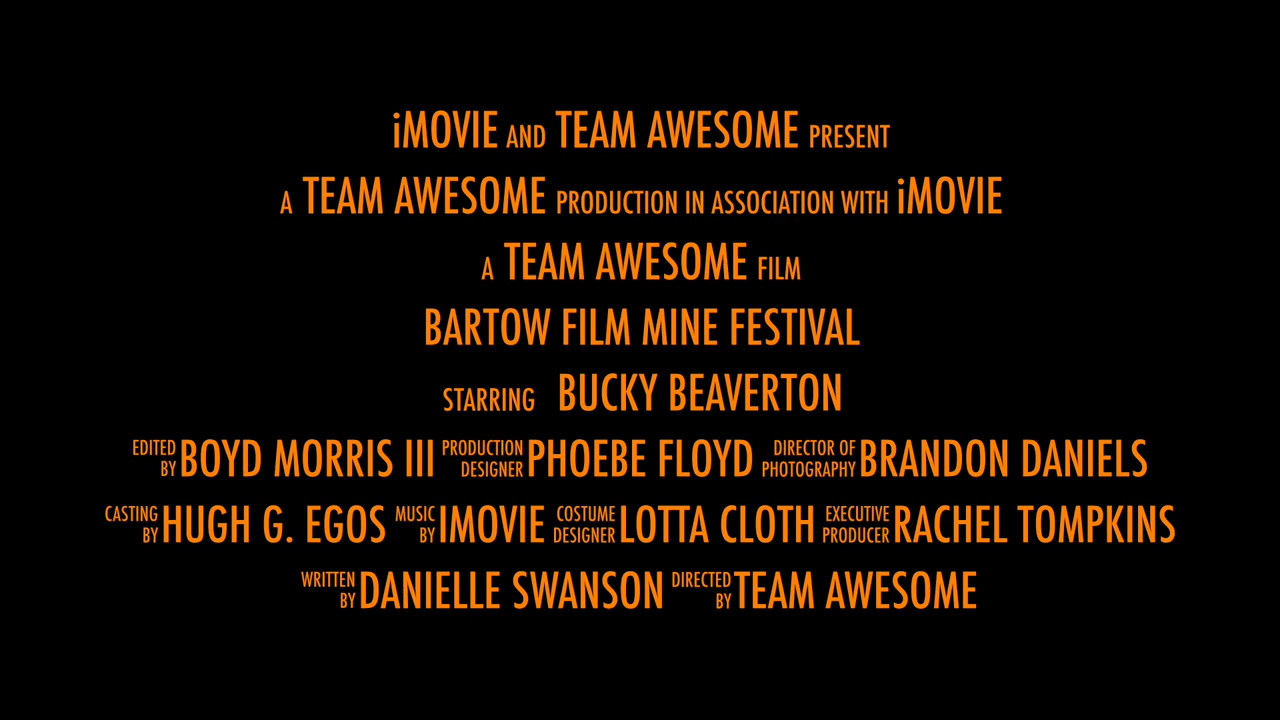 iMOVIE AND TEAM AWESOME PRESENT
A TEAM AWESOME PRODUCTION IN ASSOCIATION WITH iMOVIE
A TEAM AWESOME FILM
BARTOW FILM MINE FESTIVAL
STARRING BUCKY BEAVERTON
EDITED BY BOYD MORRIS III PRODUCTION DESIGNER PHOEBE FLOYD DIRECTOR OF PHOTOGRAPHY BRANDON DANIELS
CASTING BY HUGH G. EGOS MUSIC BY IMOVIE COSTUME DESIGNER LOTTA CLOTH EXECUTIVE PRODUCER RACHEL TOMPKINS
WRITTEN BY DANIELLE SWANSON DIRECTED BY TEAM AWESOME